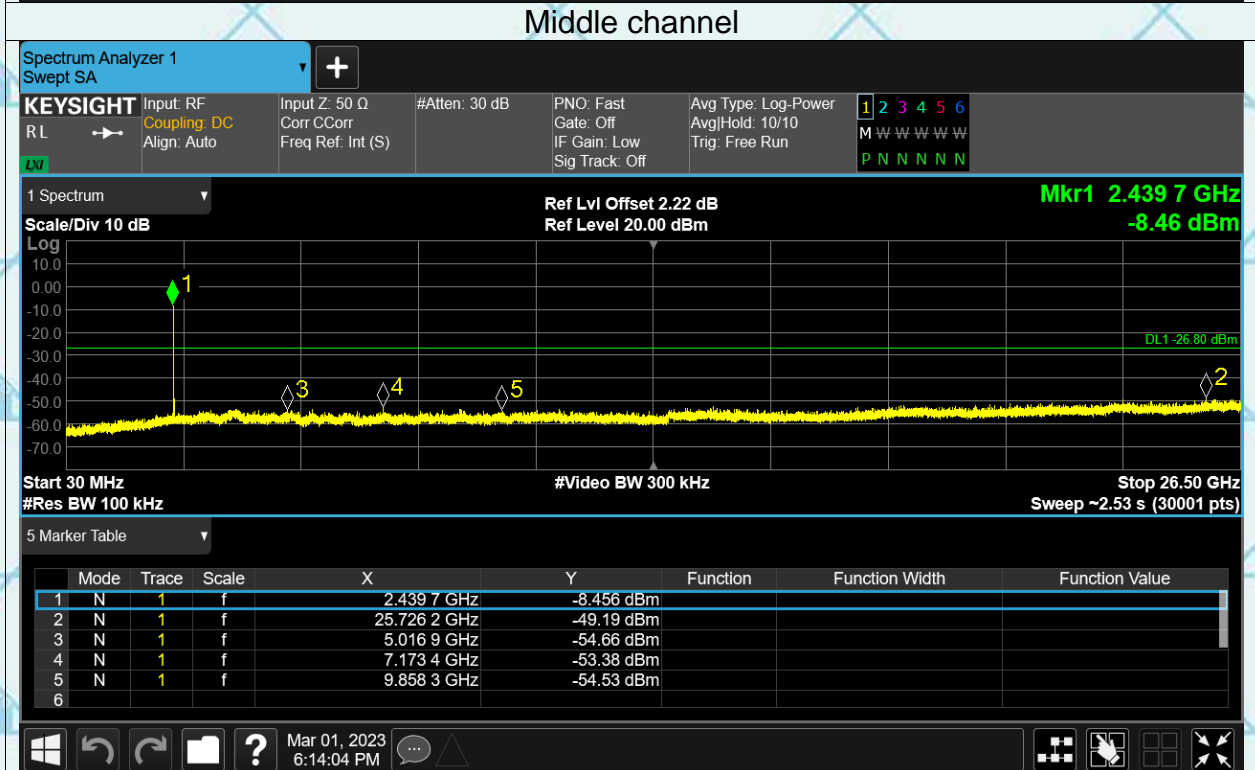 Middle channel
Spectrum Analyzer 1
Swept SA
KEYSIGHT
R L
LXI
Input: RF
Coupling: DC
Align: Auto
Input Z: 50 Ω
Corr CCorr
Freq Ref: Int (S)
#Atten: 30 dB
PNO: Fast
Gate: Off
IF Gain: Low
Sig Track: Off
Avg Type: Log-Power
Avg|Hold: 10/10
Trig: Free Run
1 2 3 4 5 6
M W W W W W
P N N N N N
1 Spectrum
Scale/Div 10 dB
Ref Lvl Offset 2.22 dB
Ref Level 20.00 dBm
Mkr1 2.439 7 GHz
-8.46 dBm
Log
10.0
0.00
-10.0
-20.0
-30.0
-40.0
-50.0
-60.0
-70.0
1
DL1 -26.80 dBm
3
4
5
2
Start 30 MHz
#Video BW 300 kHz
Stop 26.50 GHz
#Res BW 100 kHz
Sweep ~2.53 s (30001 pts)
5 Marker Table
Mode Trace Scale X Y Function Function Width Function Value
1 N 1 f 2.439 7 GHz -8.456 dBm
2 N 1 f 25.726 2 GHz -49.19 dBm
3 N 1 f 5.016 9 GHz -54.66 dBm
4 N 1 f 7.173 4 GHz -53.38 dBm
5 N 1 f 9.858 3 GHz -54.53 dBm
6
?
Mar 01, 2023
6:14:04 PM